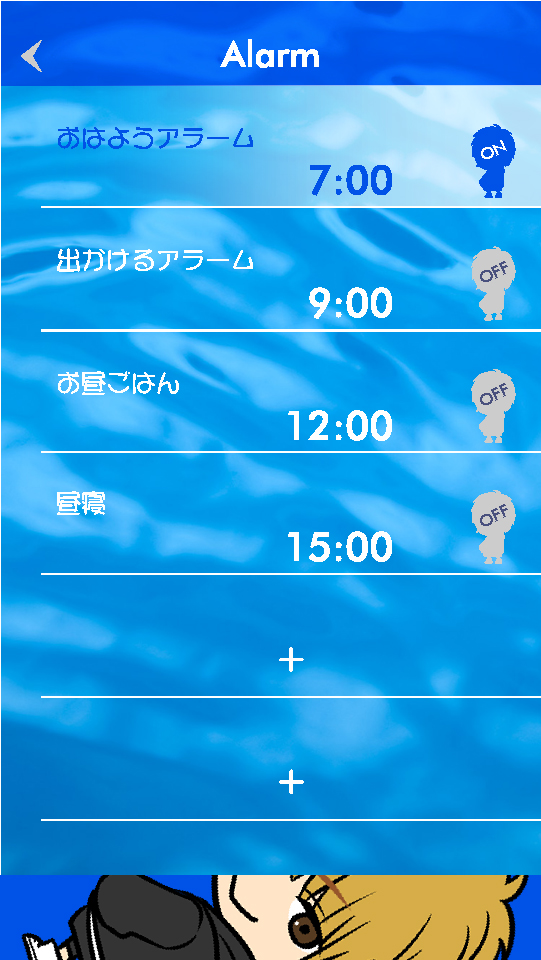 Alarm
おはようアラーム
7:00
ON
出かけるアラーム
9:00
OFF
お昼ごはん
12:00
OFF
昼寝
15:00
OFF
+
+